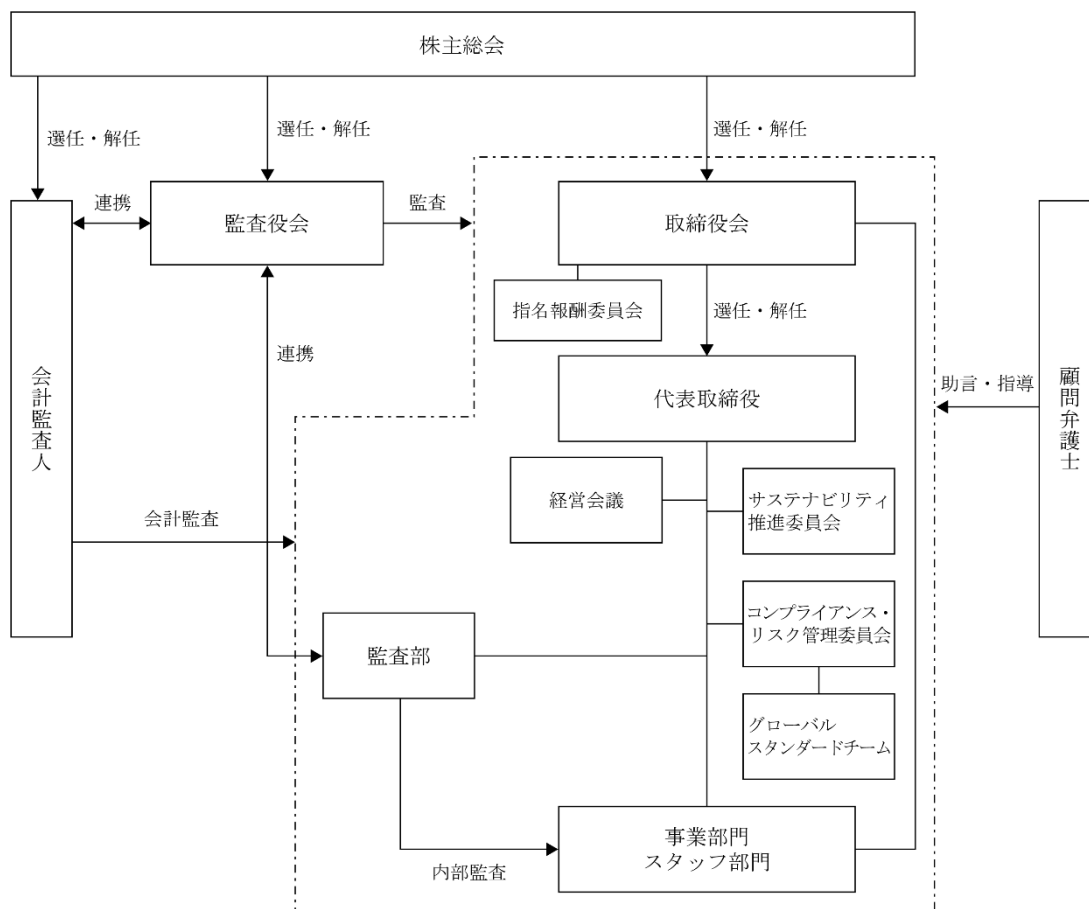 株主総会
選任・解任
選任・解任
選任・解任
連携
監査役会
監査
取締役会
指名報酬委員会
選任・解任
連携
代表取締役
助言・指導
会計監査人
顧問弁護士
経営会議
サステナビリティ
推進委員会
会計監査
コンプライアンス・
リスク管理委員会
監査部
グローバル
スタンダードチーム
事業部門
スタッフ部門
内部監査